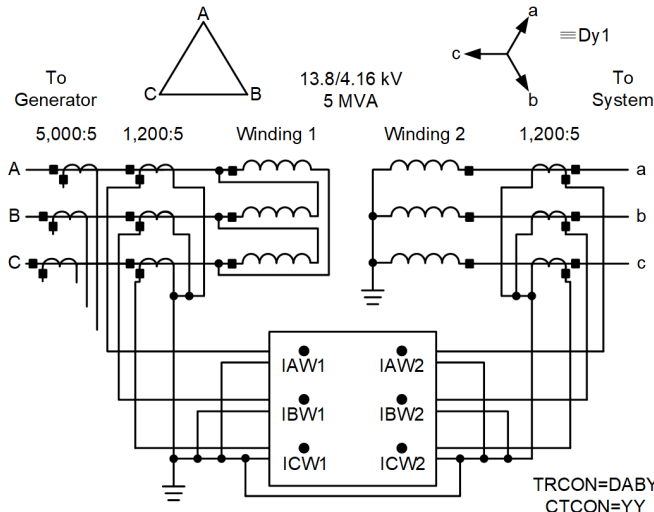 A
C B
a
≡Dy1
c
b
To
Generator
13.8/4.16 kV
5 MVA
To
System
5,000:5 1,200:5 Winding 1 Winding 2 1,200:5
A a
B b
C c
IAW1 IAW2
IBW1 IBW2
ICW1 ICW2
TRCON=DABY
CTCON=YY